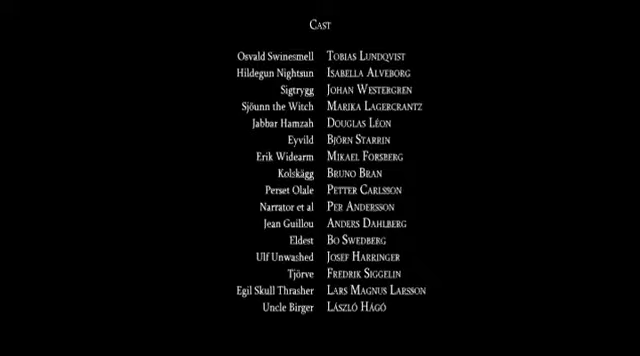 Cast
Osvald Swinesmell TOBIAS LUNDQVIST
Hildegun Nightsun ISABELLA ALVEBORG
Sigtrygg JOHAN WESTERGREN
Sjöunn the Witch MARIKA LAGERCRANTZ
Jabbar Hamzah DOUGLAS LÉON
Eyvild BJÖRN STARRIN
Erik Widearm MIKAEL FORSBERG
Kolskägg BRUNO BRAN
Perset Olale PETTER CARLSSON
Narrator et al PER ANDERSSON
Jean Guillou ANDERS DAHLBERG
Eldest BO SWEDBERG
Ulf Unwashed JOSEF HARRINGER
Tjörve FREDRIK SIGGELIN
Egil Skull Thrasher LARS MAGNUS LARSSON
Uncle Birger LÁSZLÓ HÁGÓ